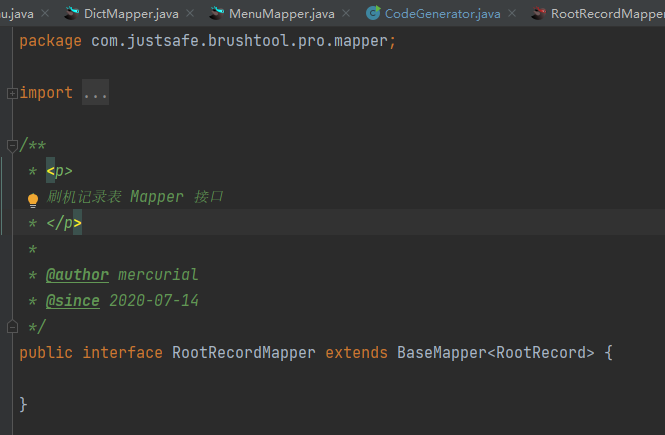 u.java DictMapper.java MenuMapper.java CodeGenerator.java RootRecordMapper
package com.justsafe.brushtool.pro.mapper;
import ...
/**
* <p>
刷机记录表 Mapper 接口
* </p>
*
* @author mercurial
* @since 2020-07-14
*/
public interface RootRecordMapper extends BaseMapper<RootRecord> {
}